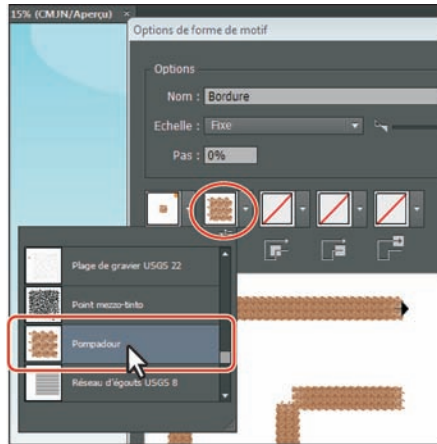 15% (CMJN/Aperçu) ×
Options de forme de motif
Options
Nom : Bordure
Echelle : Fixe
Pas : 0%
Plage de gravier USGS 22
Point mezzo-tinto
Pompadour
Réseau d'égouts USGS 8